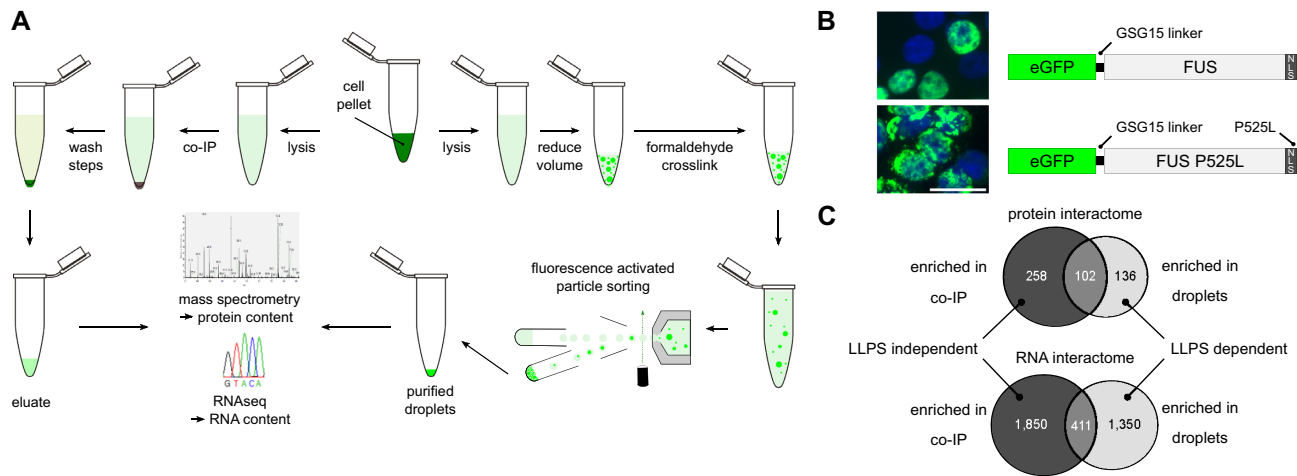 A
cell
pellet
wash
steps
co-IP
lysis
lysis
reduce
volume
formaldehyde
crosslink
mass spectrometry
→ protein content
G T A C A
RNAseq
→ RNA content
eluate
purified
droplets
fluorescence activated
particle sorting
B
GSG15 linker
eGFP
FUS
NLS
GSG15 linker
P525L
eGFP
FUS P525L
NLS
C
protein interactome
enriched in
co-IP
258
102
136
enriched in
droplets
LLPS independent
LLPS dependent
RNA interactome
enriched in
co-IP
1,850
411
1,350
enriched in
droplets